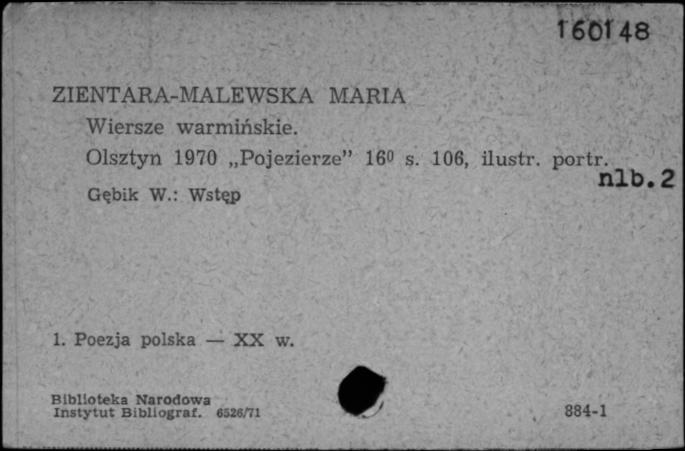 160148
ZIENTARA-MALEWSKA MARIA
Wiersze warmińskie.
Olsztyn 1970 „Pojezierze” 16⁰ s. 106, ilustr. portr.
nlb. 2
Gębik W.: Wstęp
1. Poezja polska — XX w.
Biblioteka Narodowa
Instytut Bibliograf. 6526/71
884-1